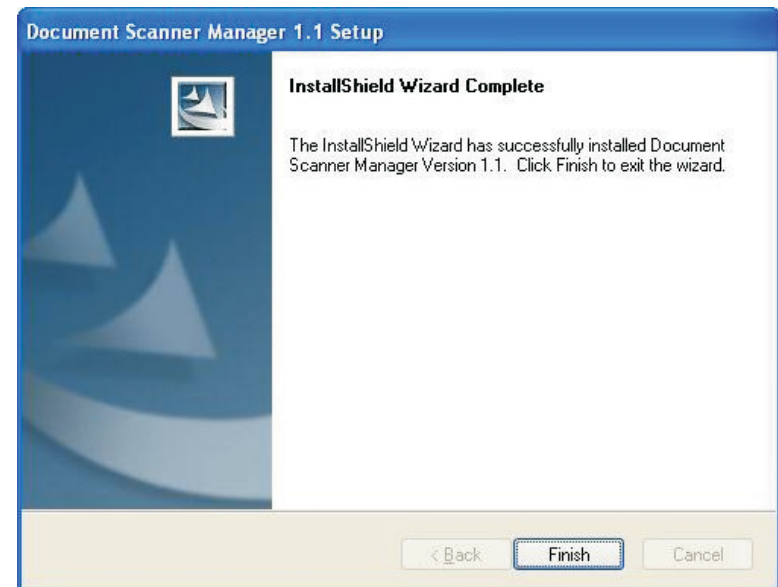 Document Scanner Manager 1.1 Setup
InstallShield Wizard Complete
The InstallShield Wizard has successfully installed Document
Scanner Manager Version 1.1. Click Finish to exit the wizard.
< Back Finish Cancel